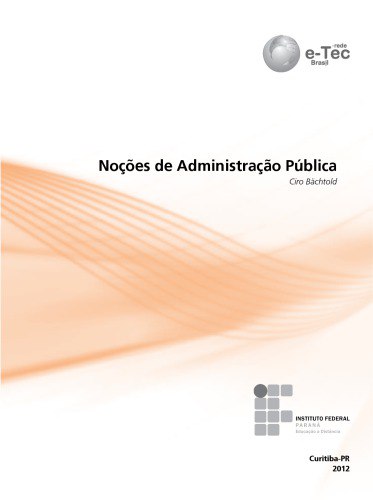 rede
e-Tec
Brasil
Noções de Administração Pública
Ciro Bächtold
INSTITUTO FEDERAL
PARANÁ
Educação a Distância
Curitiba-PR
2012